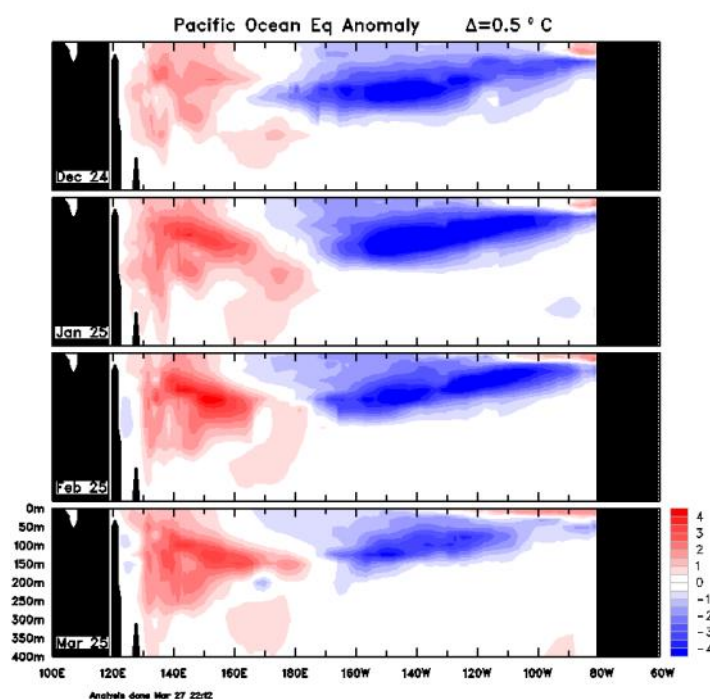 Pacific Ocean Eq Anomaly Δ=0.5 ° C
Dec 24
Jan 25
Feb 25
0m
50m
100m
150m
200m
250m
300m
350m
400m
Mar 25
4
3
2
1
0
-1
-2
-3
-4
100E 120E 140E 160E 180E 160W 140W 120W 100W 80W 60W
Analysis done Mar 27 22:12